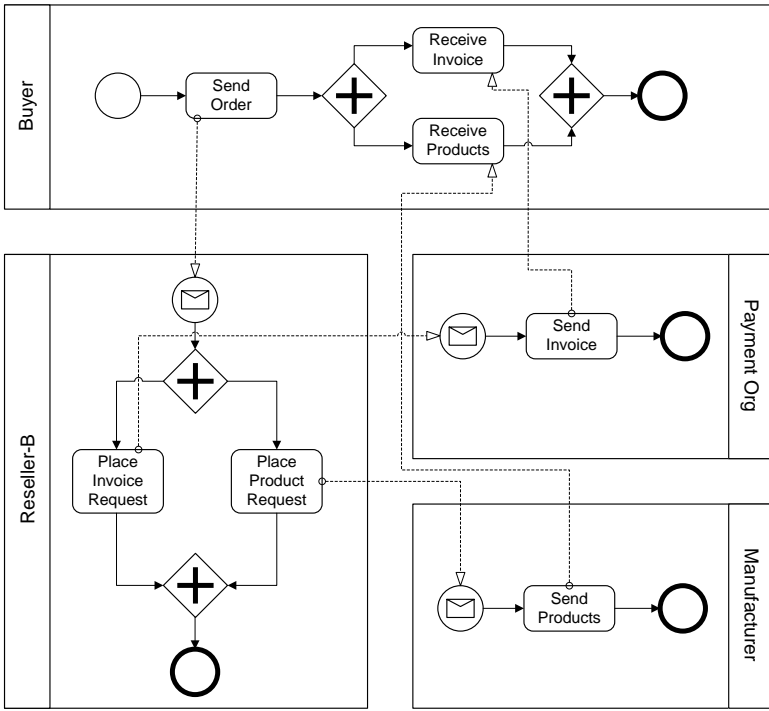 Buyer
Send
Order
Receive
Invoice
Receive
Products
Reseller-B
Place
Invoice
Request
Place
Product
Request
Payment Org
Send
Invoice
Manufacturer
Send
Products